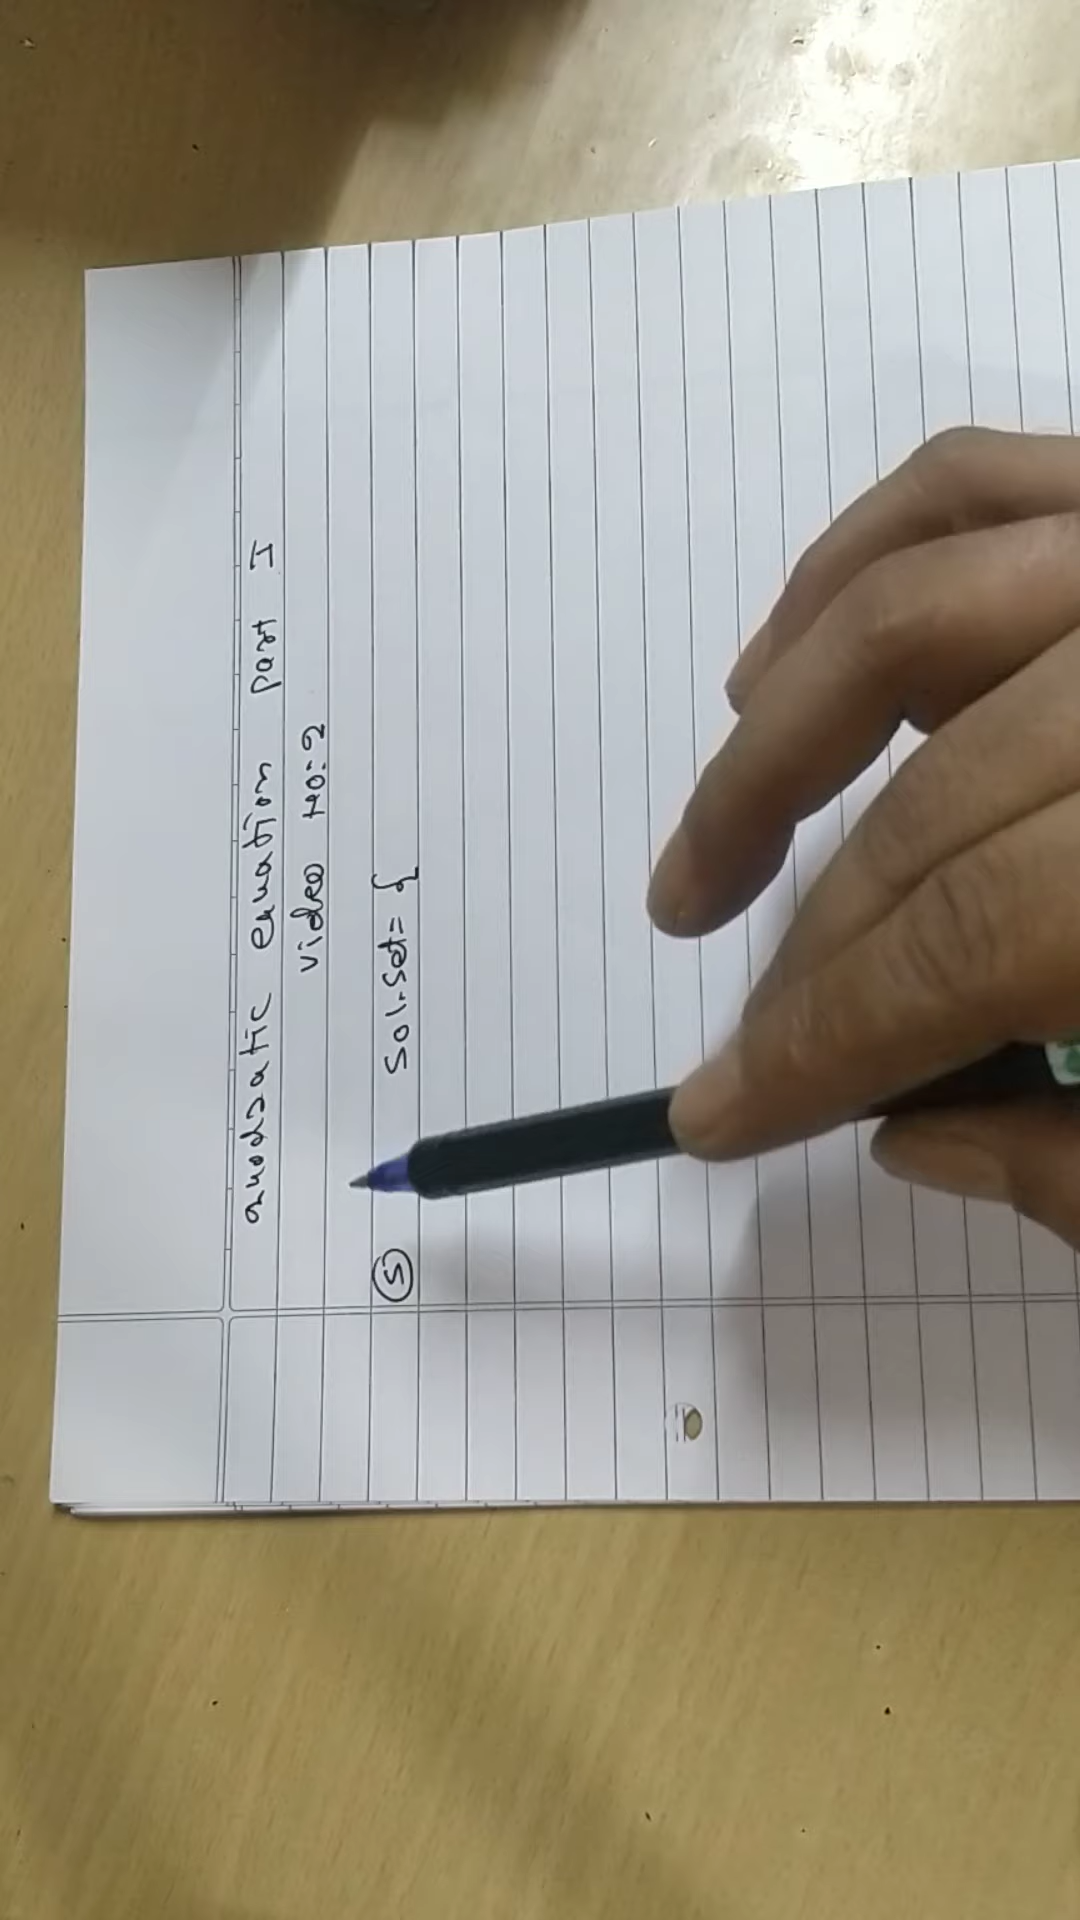 quadratic equation part I
video no: 2
⑤ Sol. Set = {